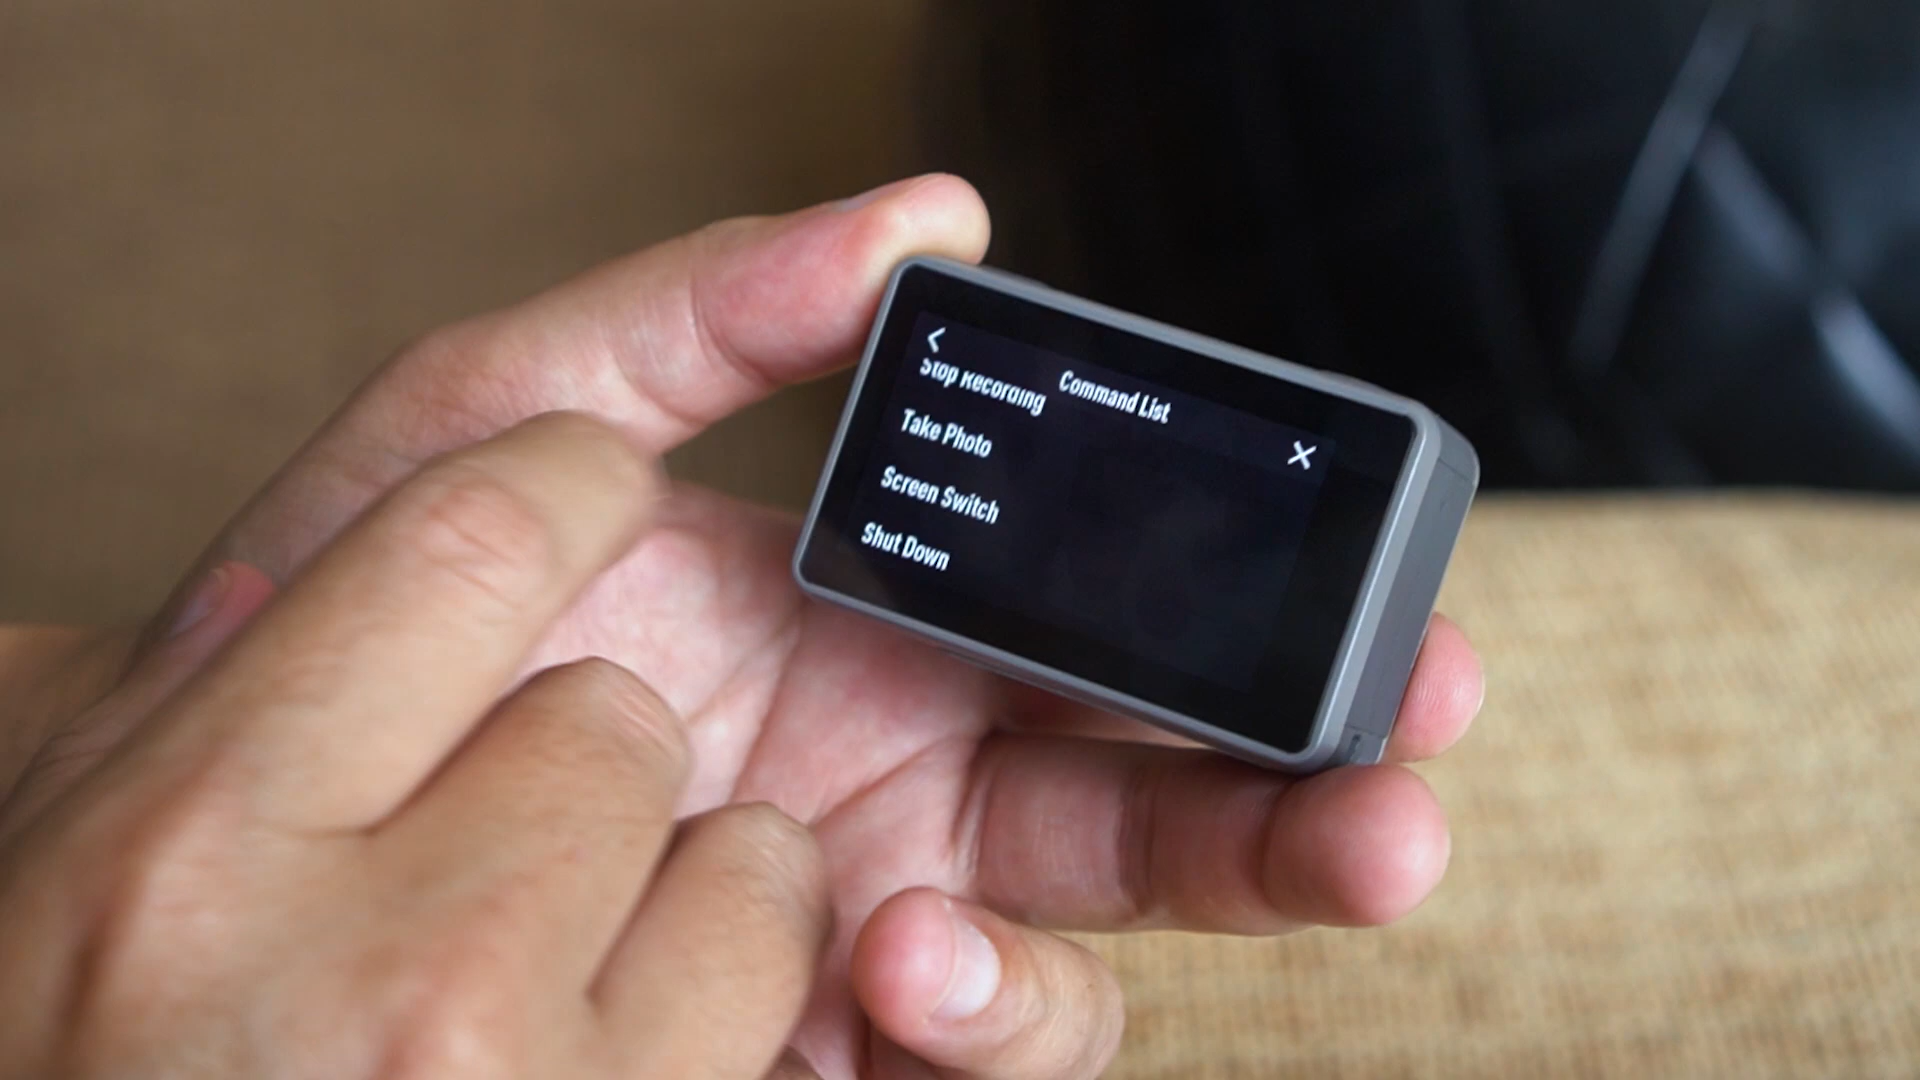 Command List
Stop Recording
Take Photo
Screen Switch
Shut Down